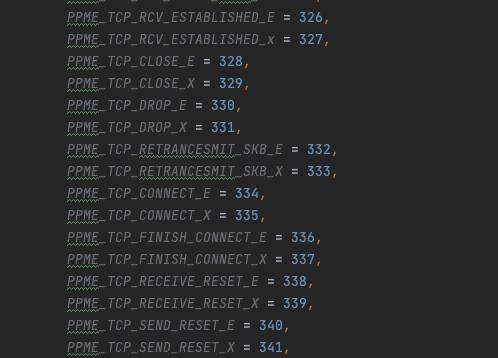 PPME_TCP_RCV_ESTABLISHED_E = 326,
PPME_TCP_RCV_ESTABLISHED_x = 327,
PPME_TCP_CLOSE_E = 328,
PPME_TCP_CLOSE_X = 329,
PPME_TCP_DROP_E = 330,
PPME_TCP_DROP_X = 331,
PPME_TCP_RETRANCESMIT_SKB_E = 332,
PPME_TCP_RETRANCESMIT_SKB_X = 333,
PPME_TCP_CONNECT_E = 334,
PPME_TCP_CONNECT_X = 335,
PPME_TCP_FINISH_CONNECT_E = 336,
PPME_TCP_FINISH_CONNECT_X = 337,
PPME_TCP_RECEIVE_RESET_E = 338,
PPME_TCP_RECEIVE_RESET_X = 339,
PPME_TCP_SEND_RESET_E = 340,
PPME_TCP_SEND_RESET_X = 341,